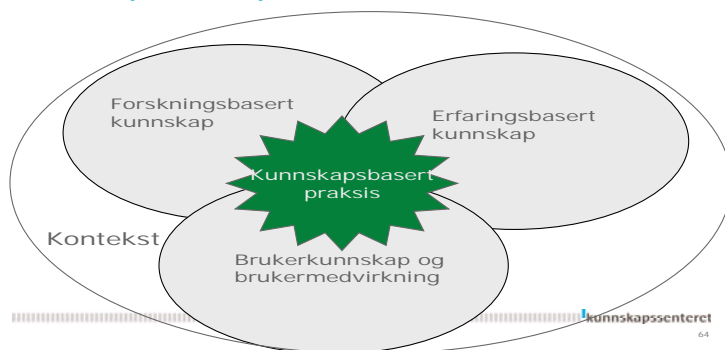 Forskningsbasert
kunnskap
Erfaringsbasert
kunnskap
Kunnskapsbasert
praksis
Kontekst
Brukerkunnskap og
brukermedvirkning
kunnskapssenteret
64